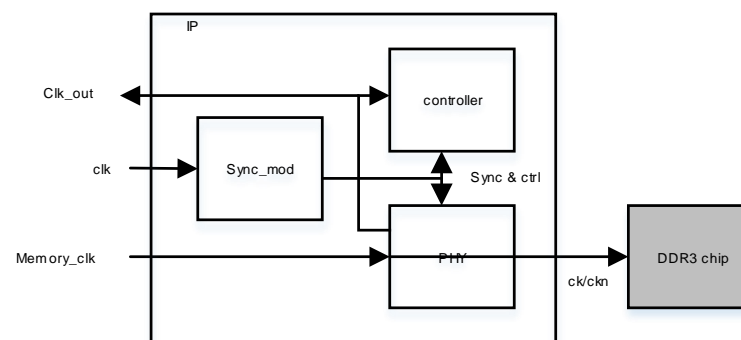 IP
Clk_out
controller
clk
Sync_mod
Sync & ctrl
Memory_clk
PHY
DDR3 chip
ck/ckn